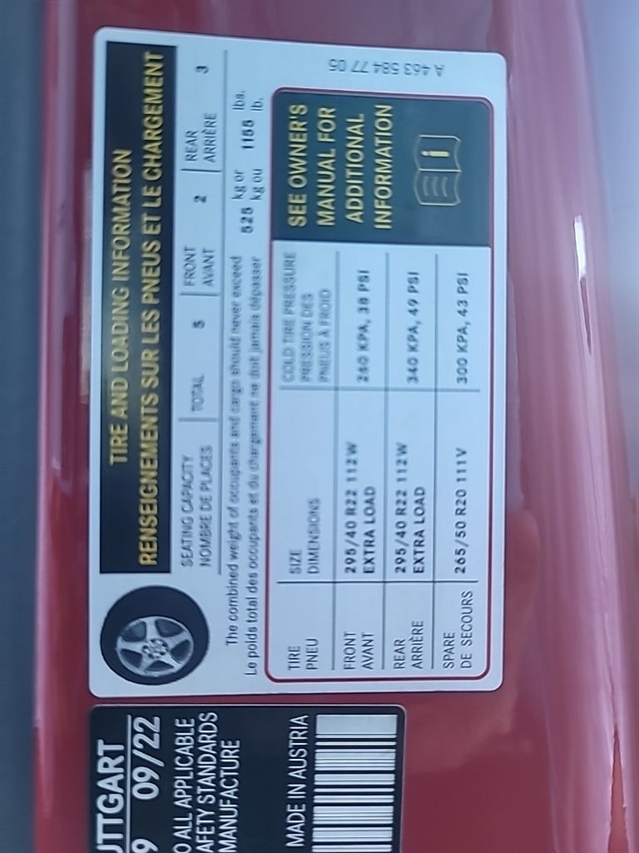 TIRE AND LOADING INFORMATION
RENSEIGNEMENTS SUR LES PNEUS ET LE CHARGEMENT
SEATING CAPACITY TOTAL 5 FRONT 2 REAR 3
NOMBRE DE PLACES AVANT ARRIÈRE
The combined weight of occupants and cargo should never exceed 525 kg or 1155 lbs.
Le poids total des occupants et du chargement ne doit jamais dépasser kg ou lb.
TIRE SIZE COLD TIRE PRESSURE
PNEU DIMENSIONS PRESSION DES
PNEUS À FROID
FRONT 295/40 R22 112W 260 KPA, 38 PSI
AVANT EXTRA LOAD
REAR 295/40 R22 112W 340 KPA, 49 PSI
ARRIÈRE EXTRA LOAD
SPARE 265/50 R20 111V 300 KPA, 43 PSI
DE SECOURS
SEE OWNER'S
MANUAL FOR
ADDITIONAL
INFORMATION
i
A 463 584 77 05
UTTGART
9 09/22
O ALL APPLICABLE
AFETY STANDARDS
MANUFACTURE
MADE IN AUSTRIA